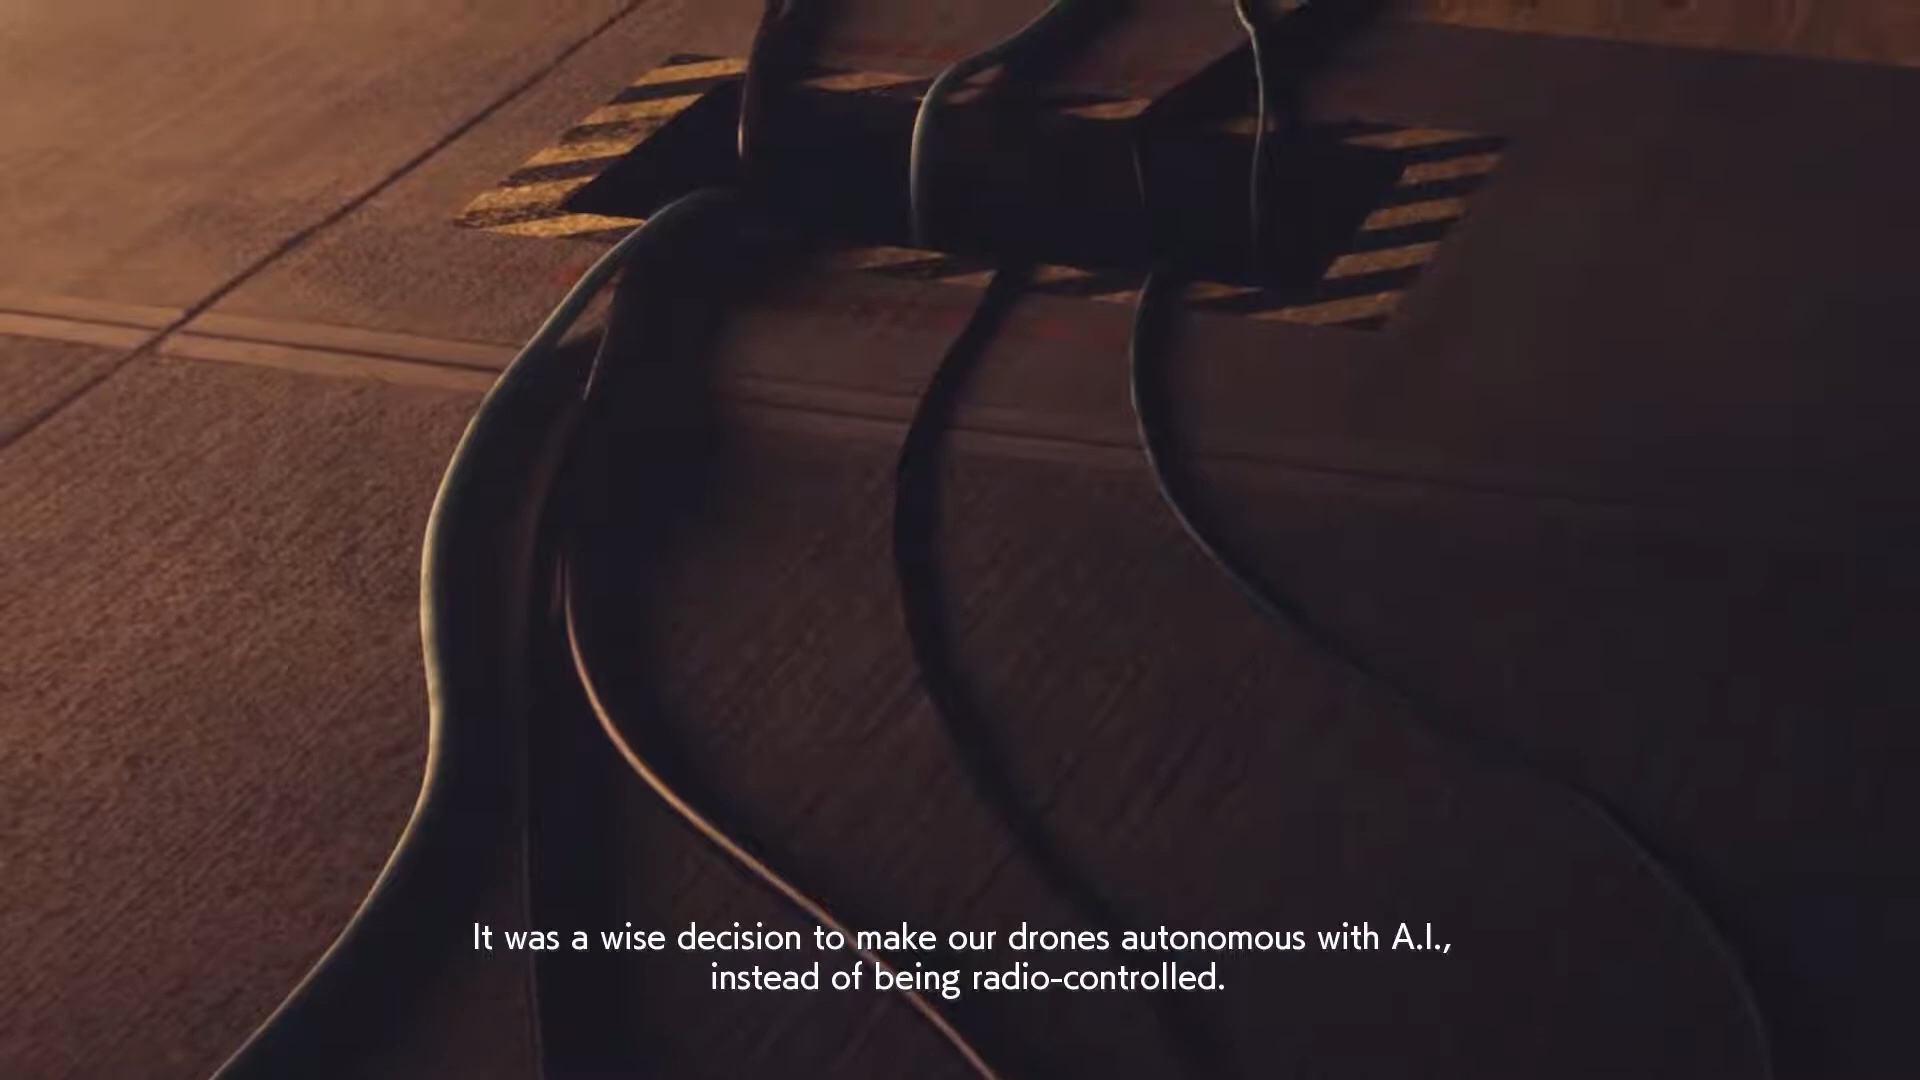 It was a wise decision to make our drones autonomous with A.I.,
instead of being radio-controlled.